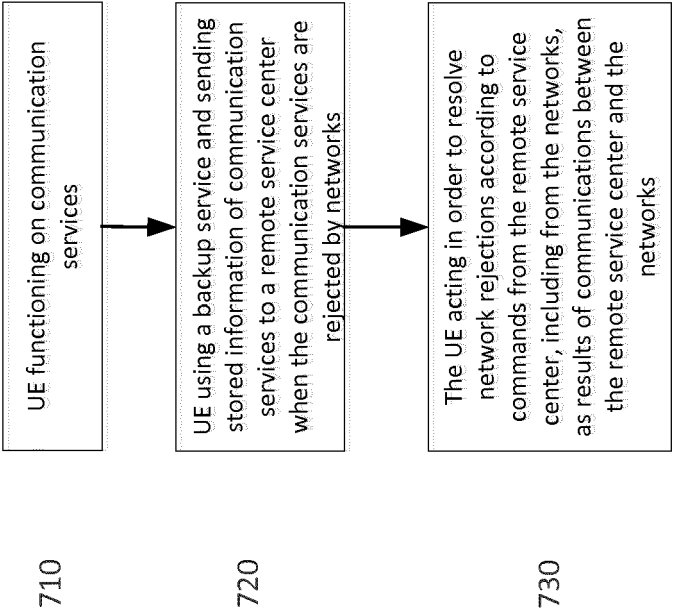 710
UE functioning on communication
services
720
UE using a backup service and sending
stored information of communication
services to a remote service center
when the communication services are
rejected by networks
730
The UE acting in order to resolve
network rejections according to
commands from the remote service
center, including from the networks,
as results of communications between
the remote service center and the
networks